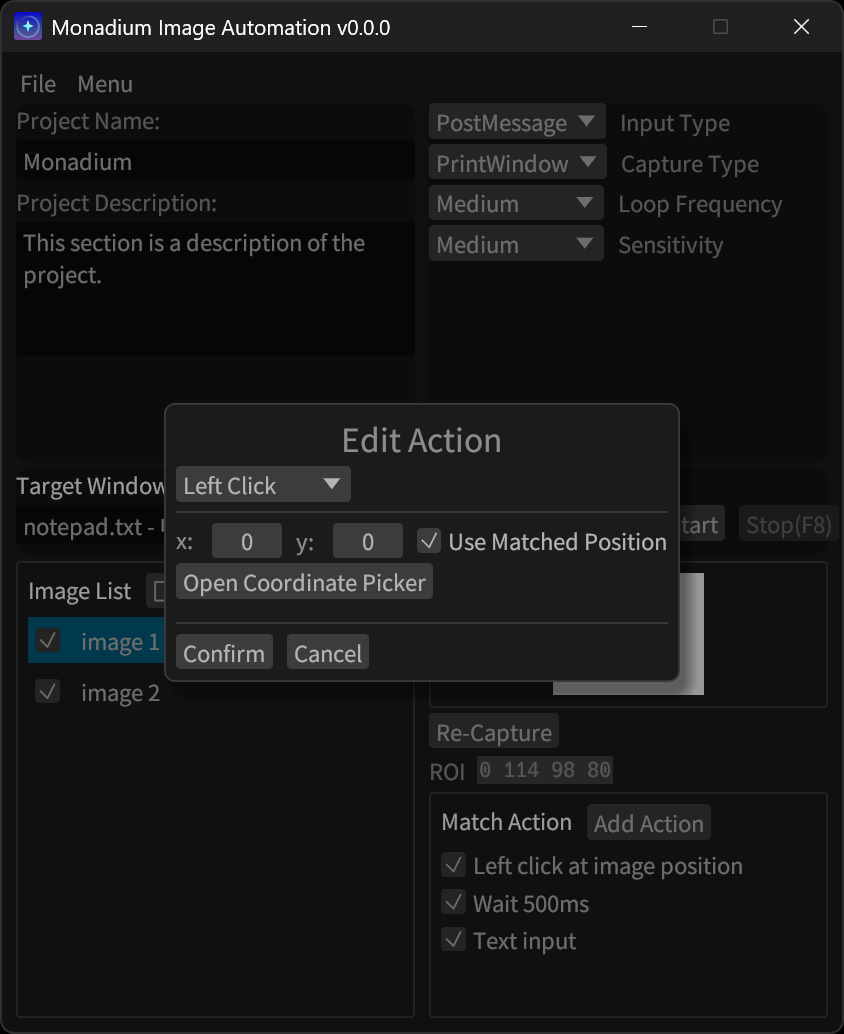 Monadium Image Automation v0.0.0
File Menu
Project Name:
Monadium
Project Description:
This section is a description of the
project.
PostMessage Input Type
PrintWindow Capture Type
Medium Loop Frequency
Medium Sensitivity
Target Window
notepad.txt -
tart Stop(F8)
Edit Action
Left Click
x: 0 y: 0 Use Matched Position
Open Coordinate Picker
Confirm Cancel
Image List
image 1
image 2
Re-Capture
ROI 0 114 98 80
Match Action Add Action
Left click at image position
Wait 500ms
Text input